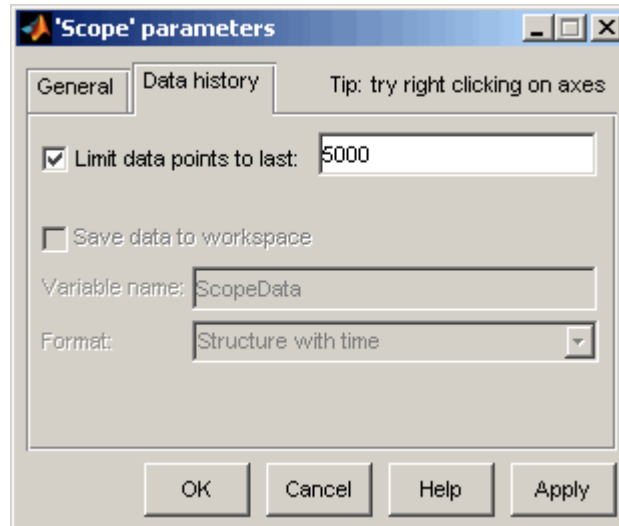 'Scope' parameters
General Data history Tip: try right clicking on axes
Limit data points to last: 5000
Save data to workspace
Variable name: ScopeData
Format: Structure with time
OK Cancel Help Apply